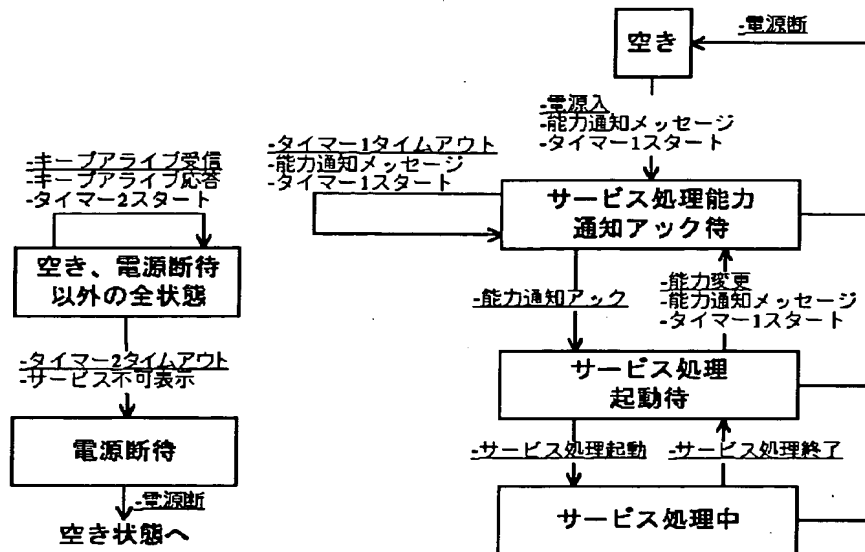 空き
-電源断
-電源入
-能力通知メッセージ
-タイマー1スタート
-タイマー1タイムアウト
-能力通知メッセージ
-タイマー1スタート
サービス処理能力
通知アック待
-能力通知アック
-能力変更
-能力通知メッセージ
-タイマー1スタート
サービス処理
起動待
-サービス処理起動
-サービス処理終了
サービス処理中
-キープアライブ受信
-キープアライブ応答
-タイマー2スタート
空き、電源断待
以外の全状態
-タイマー2タイムアウト
-サービス不可表示
電源断待
-電源断
空き状態へ